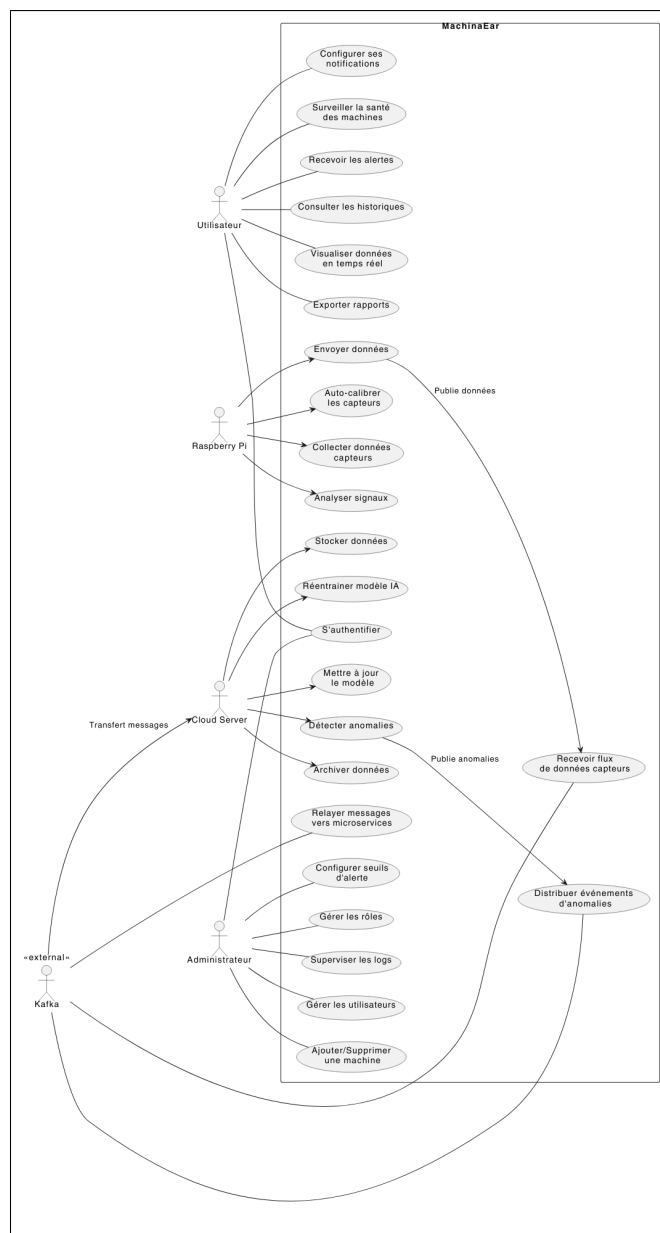 MachinaEar
Configurer ses
notifications
Surveiller la santé
des machines
Recevoir les alertes
Utilisateur
Consulter les historiques
Visualiser données
en temps réel
Exporter rapports
Envoyer données
Publie données
Auto-calibrer
les capteurs
Raspberry Pi
Collecter données
capteurs
Analyser signaux
Stocker données
Réentrainer modèle IA
S'authentifier
Mettre à jour
le modèle
Cloud Server
Transfert messages
Détecter anomalies
Publie anomalies
Recevoir flux
de données capteurs
Archiver données
Relayer messages
vers microservices
Configurer seuils
d'alerte
Distribuer événements
d'anomalies
Gérer les rôles
Administrateur
Superviser les logs
«external»
Kafka
Gérer les utilisateurs
Ajouter/Supprimer
une machine